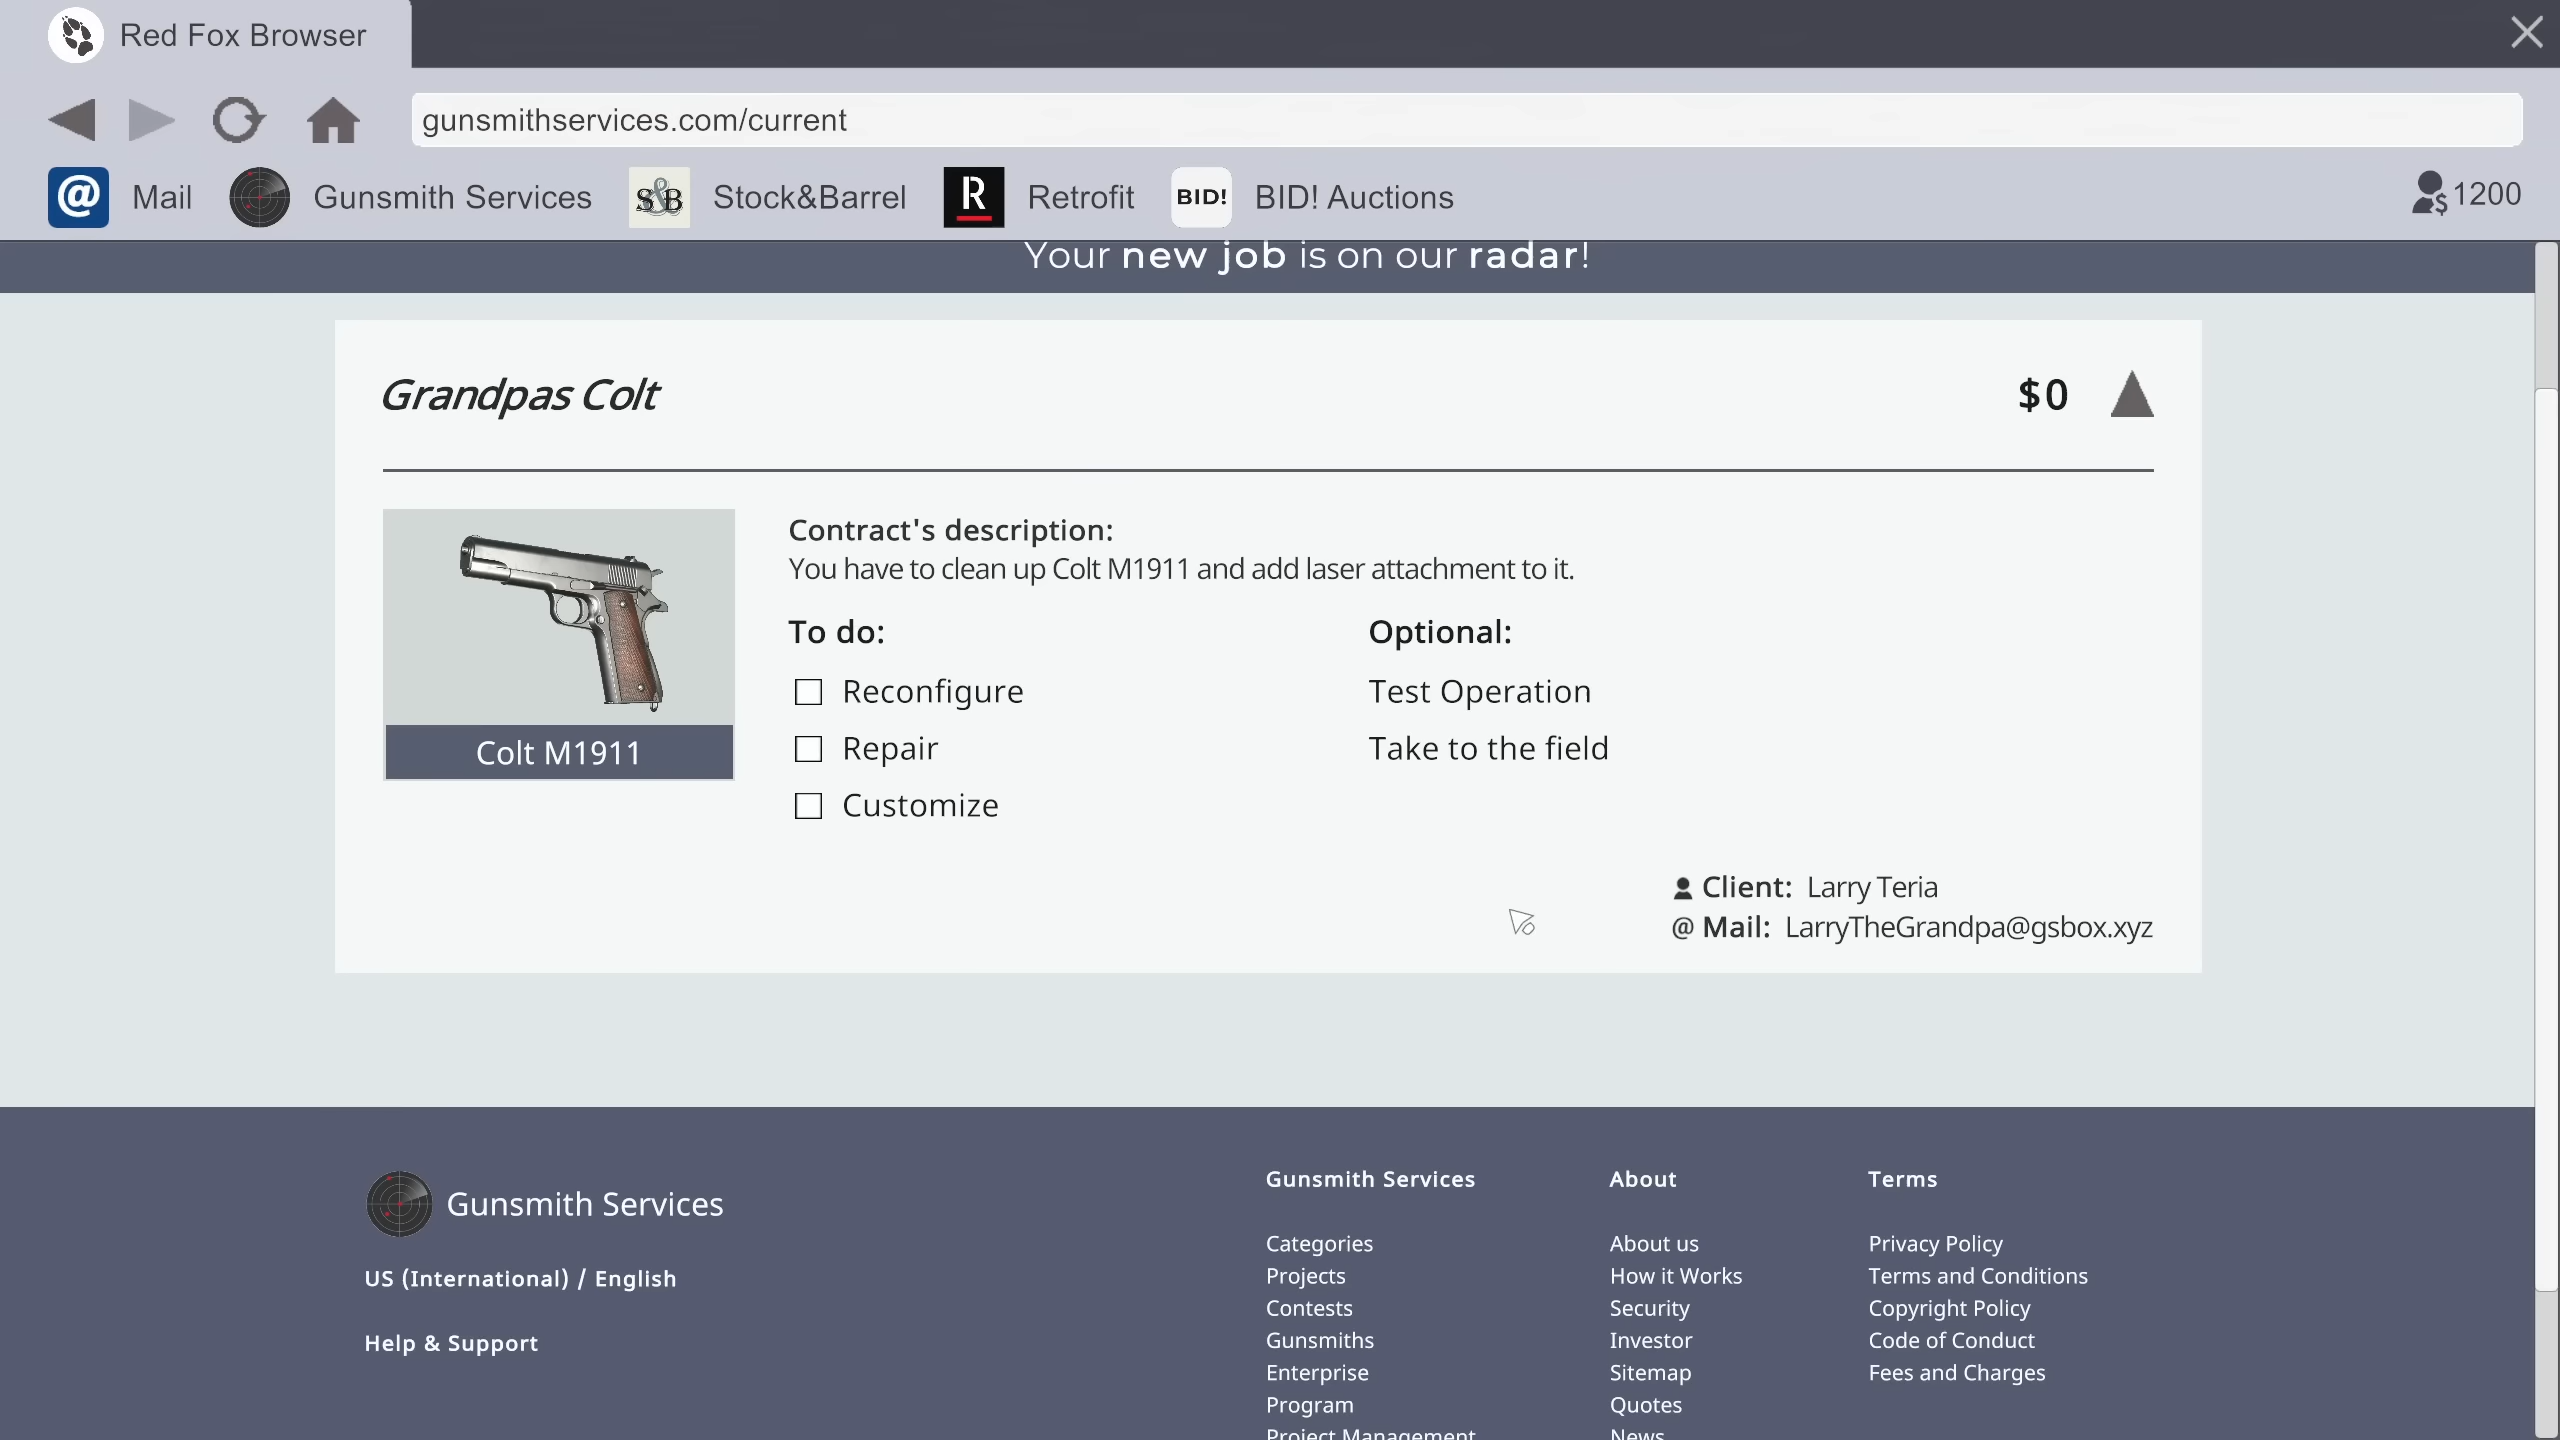 Red Fox Browser
gunsmithservices.com/current
@ Mail Gunsmith Services S&B Stock&Barrel R Retrofit BID! BID! Auctions $ 1200
Your new job is on our radar!
Grandpas Colt $0
Contract's description:
You have to clean up Colt M1911 and add laser attachment to it.
To do: Optional:
Reconfigure Test Operation
Repair Take to the field
Colt M1911
Customize
Client: Larry Teria
@ Mail: LarryTheGrandpa@gsbox.xyz
Gunsmith Services
US (International) / English
Help & Support
Gunsmith Services
Categories
Projects
Contests
Gunsmiths
Enterprise
Program
Project Management
About
About us
How it Works
Security
Investor
Sitemap
Quotes
News
Terms
Privacy Policy
Terms and Conditions
Copyright Policy
Code of Conduct
Fees and Charges